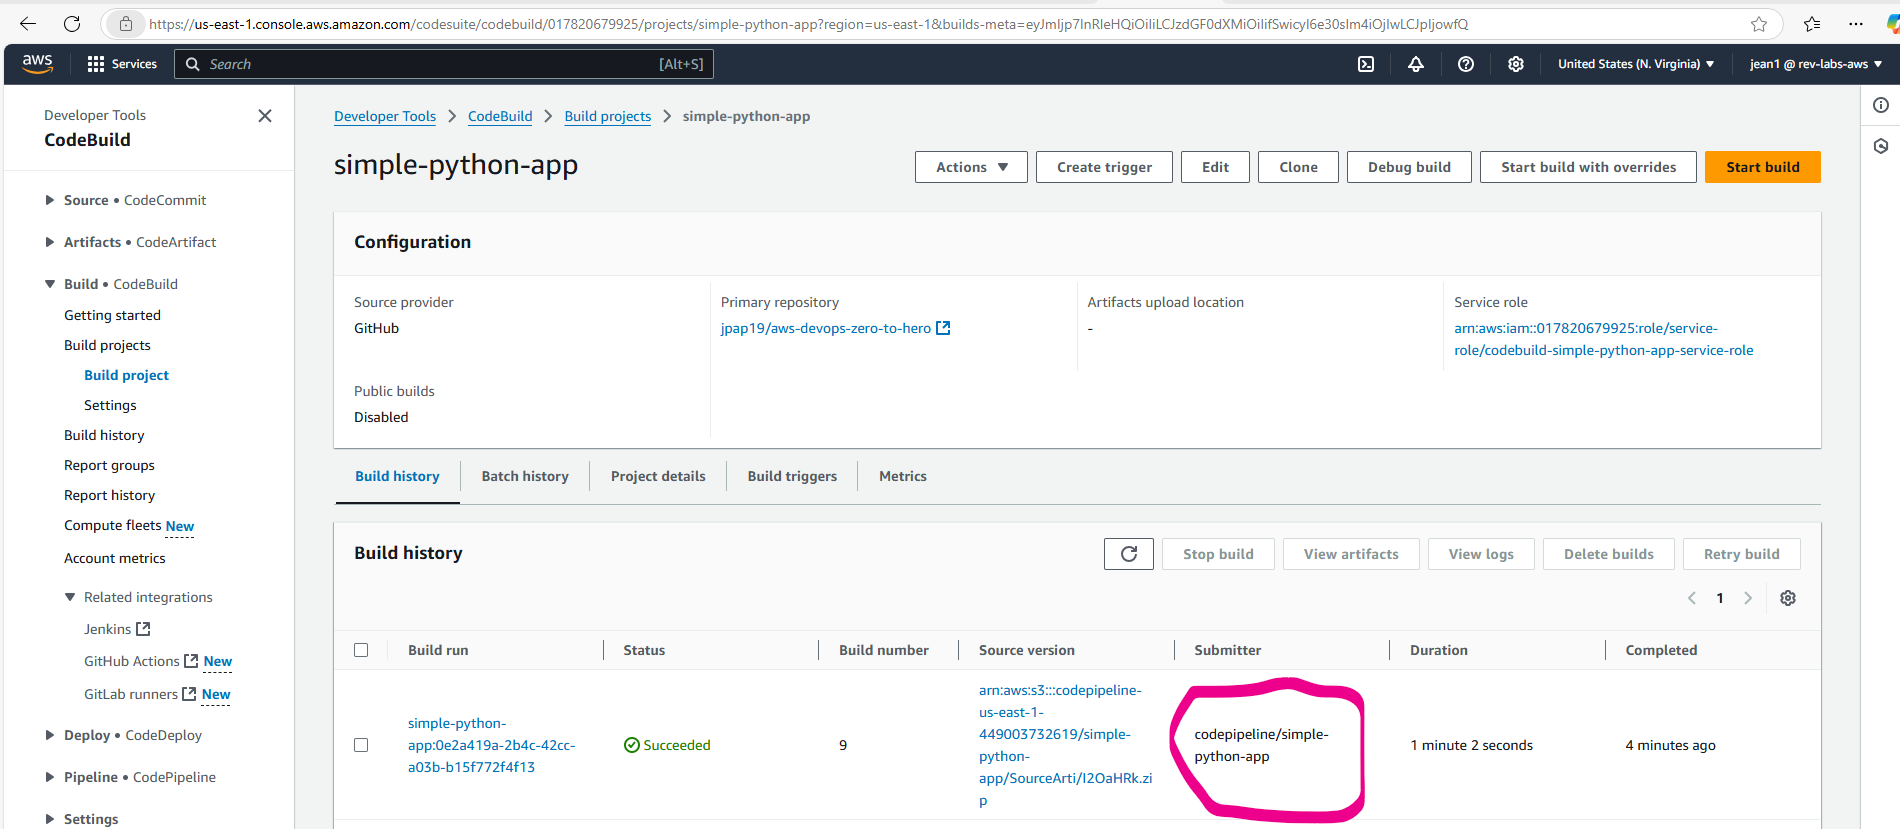 https://us-east-1.console.aws.amazon.com/codesuite/codebuild/017820679925/projects/simple-python-app?region=us-east-1&builds-meta=eyJmIjp7InRleHQiOiIiLCJzdGF0dXMiOiIifSwicyI6e30sIm4iOjIwLCJpIjowfQ
aws
Services
Search
[Alt+S]
United States (N. Virginia)
jean1 @ rev-labs-aws
Developer Tools
CodeBuild
Source • CodeCommit
Artifacts • CodeArtifact
Build • CodeBuild
Getting started
Build projects
Build project
Settings
Build history
Report groups
Report history
Compute fleets New
Account metrics
Related integrations
Jenkins
GitHub Actions New
GitLab runners New
Deploy • CodeDeploy
Pipeline • CodePipeline
Settings
Developer Tools > CodeBuild > Build projects > simple-python-app
simple-python-app
Actions
Create trigger
Edit
Clone
Debug build
Start build with overrides
Start build
Configuration
Source provider
GitHub
Primary repository
jpap19/aws-devops-zero-to-hero
Artifacts upload location
-
Service role
arn:aws:iam::017820679925:role/service-
role/codebuild-simple-python-app-service-role
Public builds
Disabled
Build history
Batch history
Project details
Build triggers
Metrics
Build history
Stop build
View artifacts
View logs
Delete builds
Retry build
1
Build run
Status
Build number
Source version
Submitter
Duration
Completed
simple-python-
app:0e2a419a-2b4c-42cc-
a03b-b15f772f4f13
Succeeded
9
arn:aws:s3:::codepipeline-
us-east-1-
449003732619/simple-
python-
app/SourceArti/I2OaHRk.zi
p
codepipeline/simple-
python-app
1 minute 2 seconds
4 minutes ago